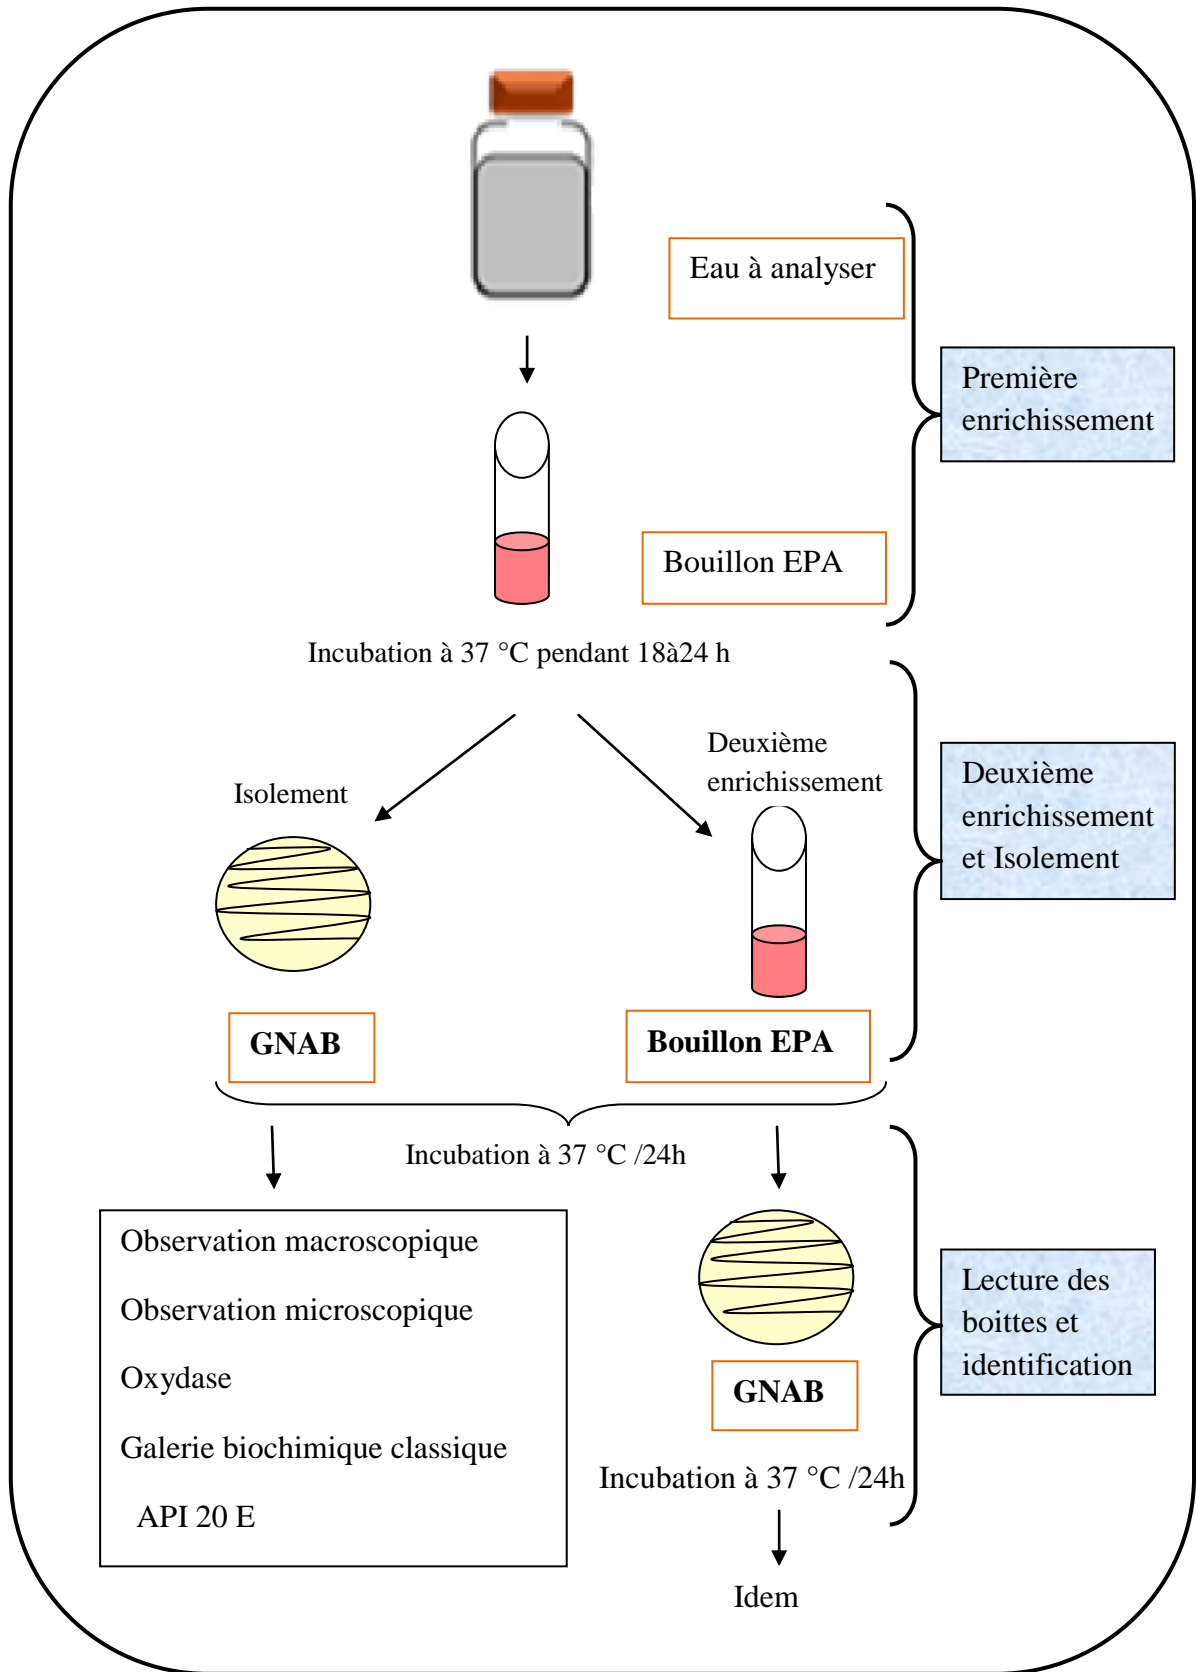 Eau à analyser
Première
enrichissement
Bouillon EPA
Incubation à 37 °C pendant 18à24 h
Isolement
Deuxième
enrichissement
Deuxième
enrichissement
et Isolement
GNAB
Bouillon EPA
Incubation à 37 °C /24h
Observation macroscopique
Observation microscopique
Oxydase
Galerie biochimique classique
API 20 E
GNAB
Incubation à 37 °C /24h
Idem
Lecture des
boittes et
identification